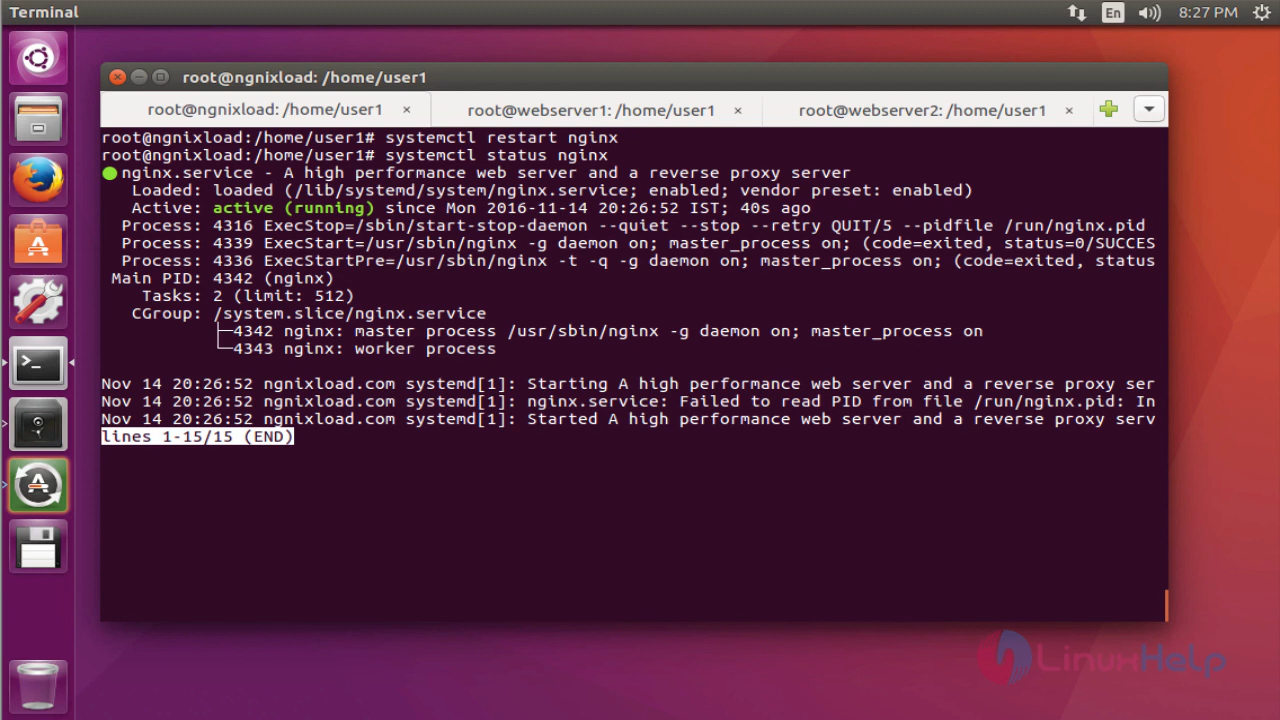 Terminal
En
8:27 PM
root@ngnixload: /home/user1
root@ngnixload: /home/user1 ×
root@webserver1: /home/user1 ×
root@webserver2: /home/user1 ×
root@ngnixload:/home/user1# systemctl restart nginx
root@ngnixload:/home/user1# systemctl status nginx
● nginx.service - A high performance web server and a reverse proxy server
Loaded: loaded (/lib/systemd/system/nginx.service; enabled; vendor preset: enabled)
Active: active (running) since Mon 2016-11-14 20:26:52 IST; 40s ago
Process: 4316 ExecStop=/sbin/start-stop-daemon --quiet --stop --retry QUIT/5 --pidfile /run/nginx.pid
Process: 4339 ExecStart=/usr/sbin/nginx -g daemon on; master_process on; (code=exited, status=0/SUCCES
Process: 4336 ExecStartPre=/usr/sbin/nginx -t -q -g daemon on; master_process on; (code=exited, status
Main PID: 4342 (nginx)
Tasks: 2 (limit: 512)
CGroup: /system.slice/nginx.service
├─4342 nginx: master process /usr/sbin/nginx -g daemon on; master_process on
└─4343 nginx: worker process
Nov 14 20:26:52 ngnixload.com systemd[1]: Starting A high performance web server and a reverse proxy ser
Nov 14 20:26:52 ngnixload.com systemd[1]: nginx.service: Failed to read PID from file /run/nginx.pid: In
Nov 14 20:26:52 ngnixload.com systemd[1]: Started A high performance web server and a reverse proxy serv
lines 1-15/15 (END)
LinuxHelp